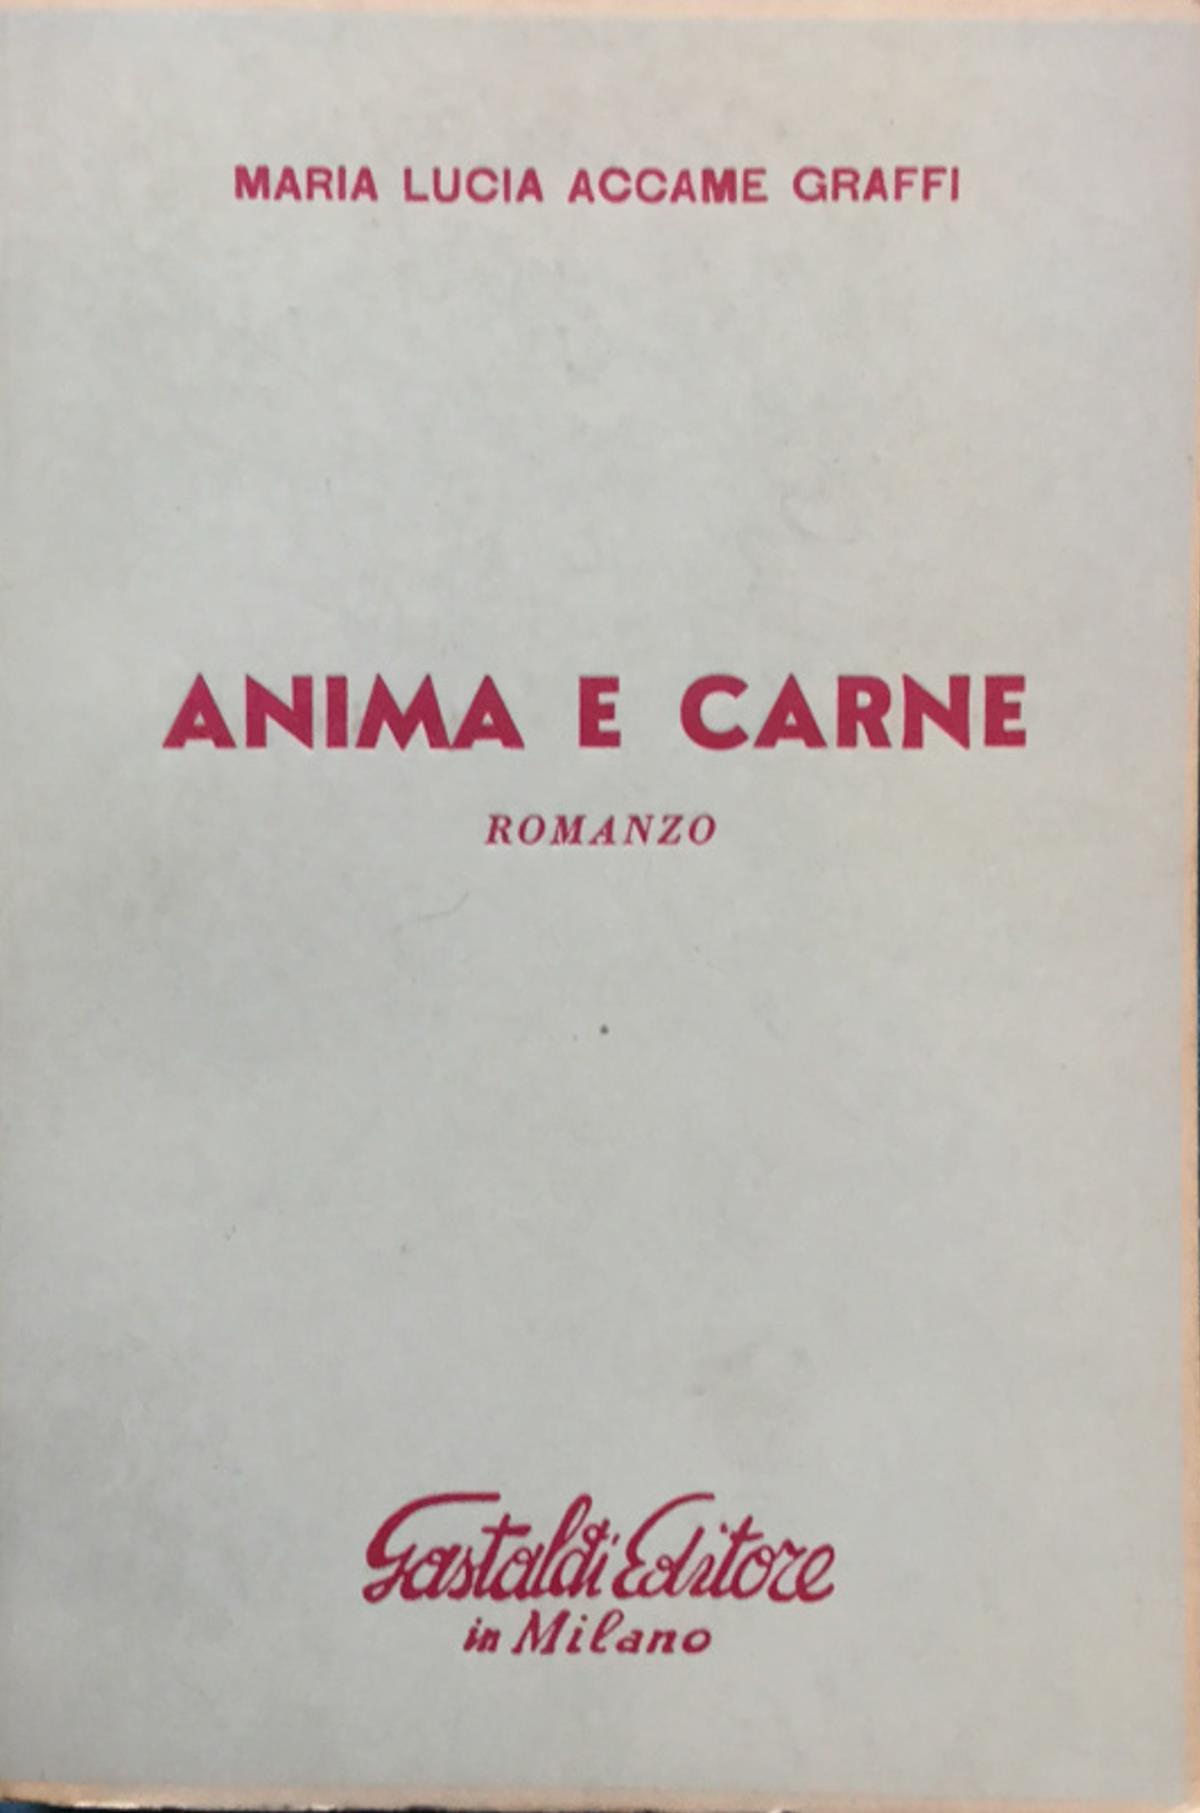 MARIA LUCIA ACCAME GRAFFI
ANIMA E CARNE
ROMANZO
Gastaldi Editore
in Milano